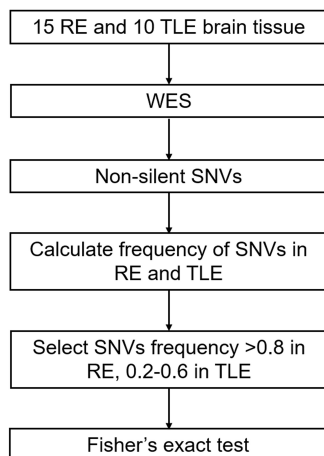 15 RE and 10 TLE brain tissue
WES
Non-silent SNVs
Calculate frequency of SNVs in
RE and TLE
Select SNVs frequency >0.8 in
RE, 0.2-0.6 in TLE
Fisher's exact test